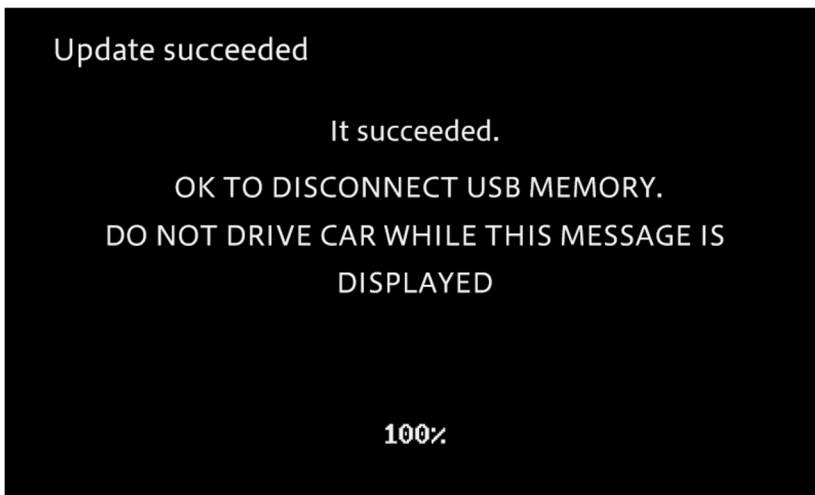 Update succeeded
It succeeded.
OK TO DISCONNECT USB MEMORY.
DO NOT DRIVE CAR WHILE THIS MESSAGE IS
DISPLAYED
100%